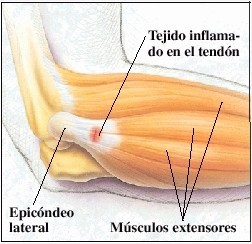 Tejido inflama-
do en el tendón
Epicóndeo
lateral
Músculos extensores